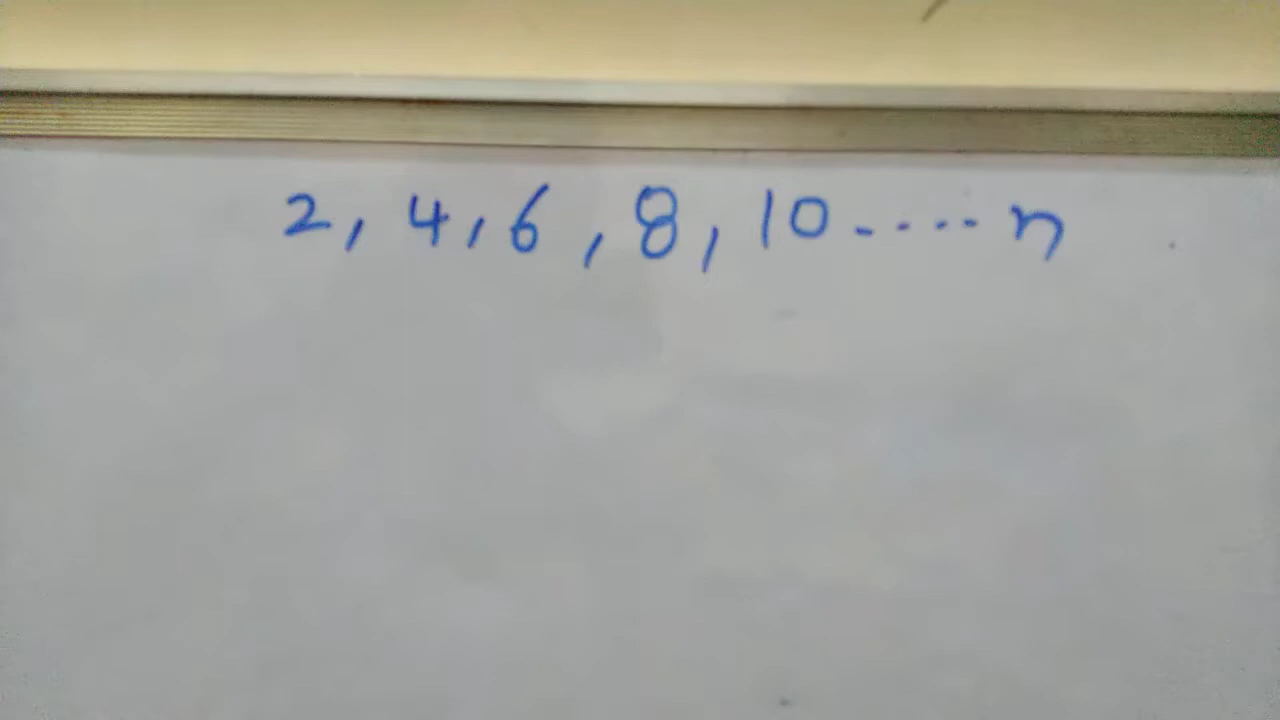 2, 4, 6, 8, 10.....n